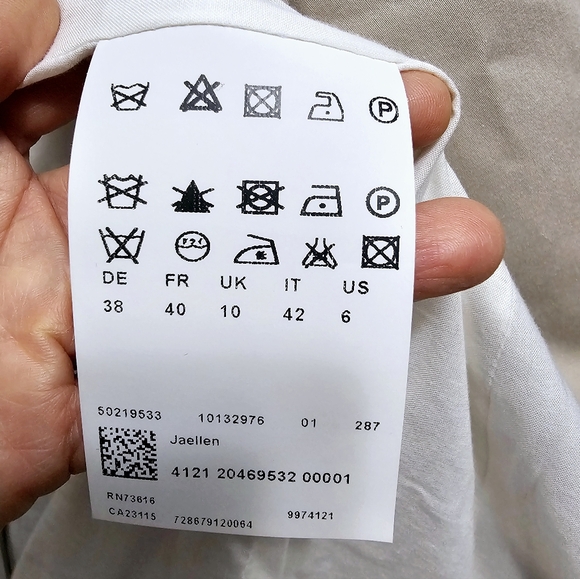 P
P
DE FR UK IT US
38 40 10 42 6
50219533 10132976 01 287
Jaellen
4121 20469532 00001
RN73616
CA23115 728679120064 9974121